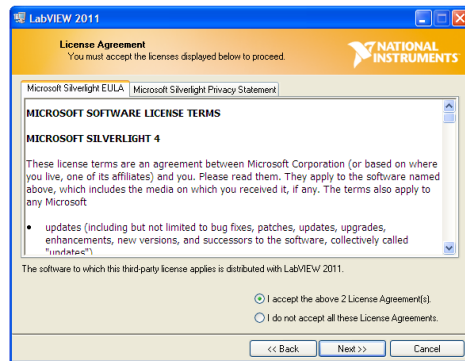 LabVIEW 2011
License Agreement
You must accept the licenses displayed below to proceed.
NATIONAL
INSTRUMENTS
Microsoft Silverlight EULA
Microsoft Silverlight Privacy Statement
MICROSOFT SOFTWARE LICENSE TERMS
MICROSOFT SILVERLIGHT 4
These license terms are an agreement between Microsoft Corporation (or based on where
you live, one of its affiliates) and you. Please read them. They apply to the software named
above, which includes the media on which you received it, if any. The terms also apply to
any Microsoft
• updates (including but not limited to bug fixes, patches, updates, upgrades,
enhancements, new versions, and successors to the software, collectively called
"updates")
The software to which this third-party license applies is distributed with LabVIEW 2011.
I accept the above 2 License Agreement(s).
I do not accept all these License Agreements.
<< Back
Next >>
Cancel